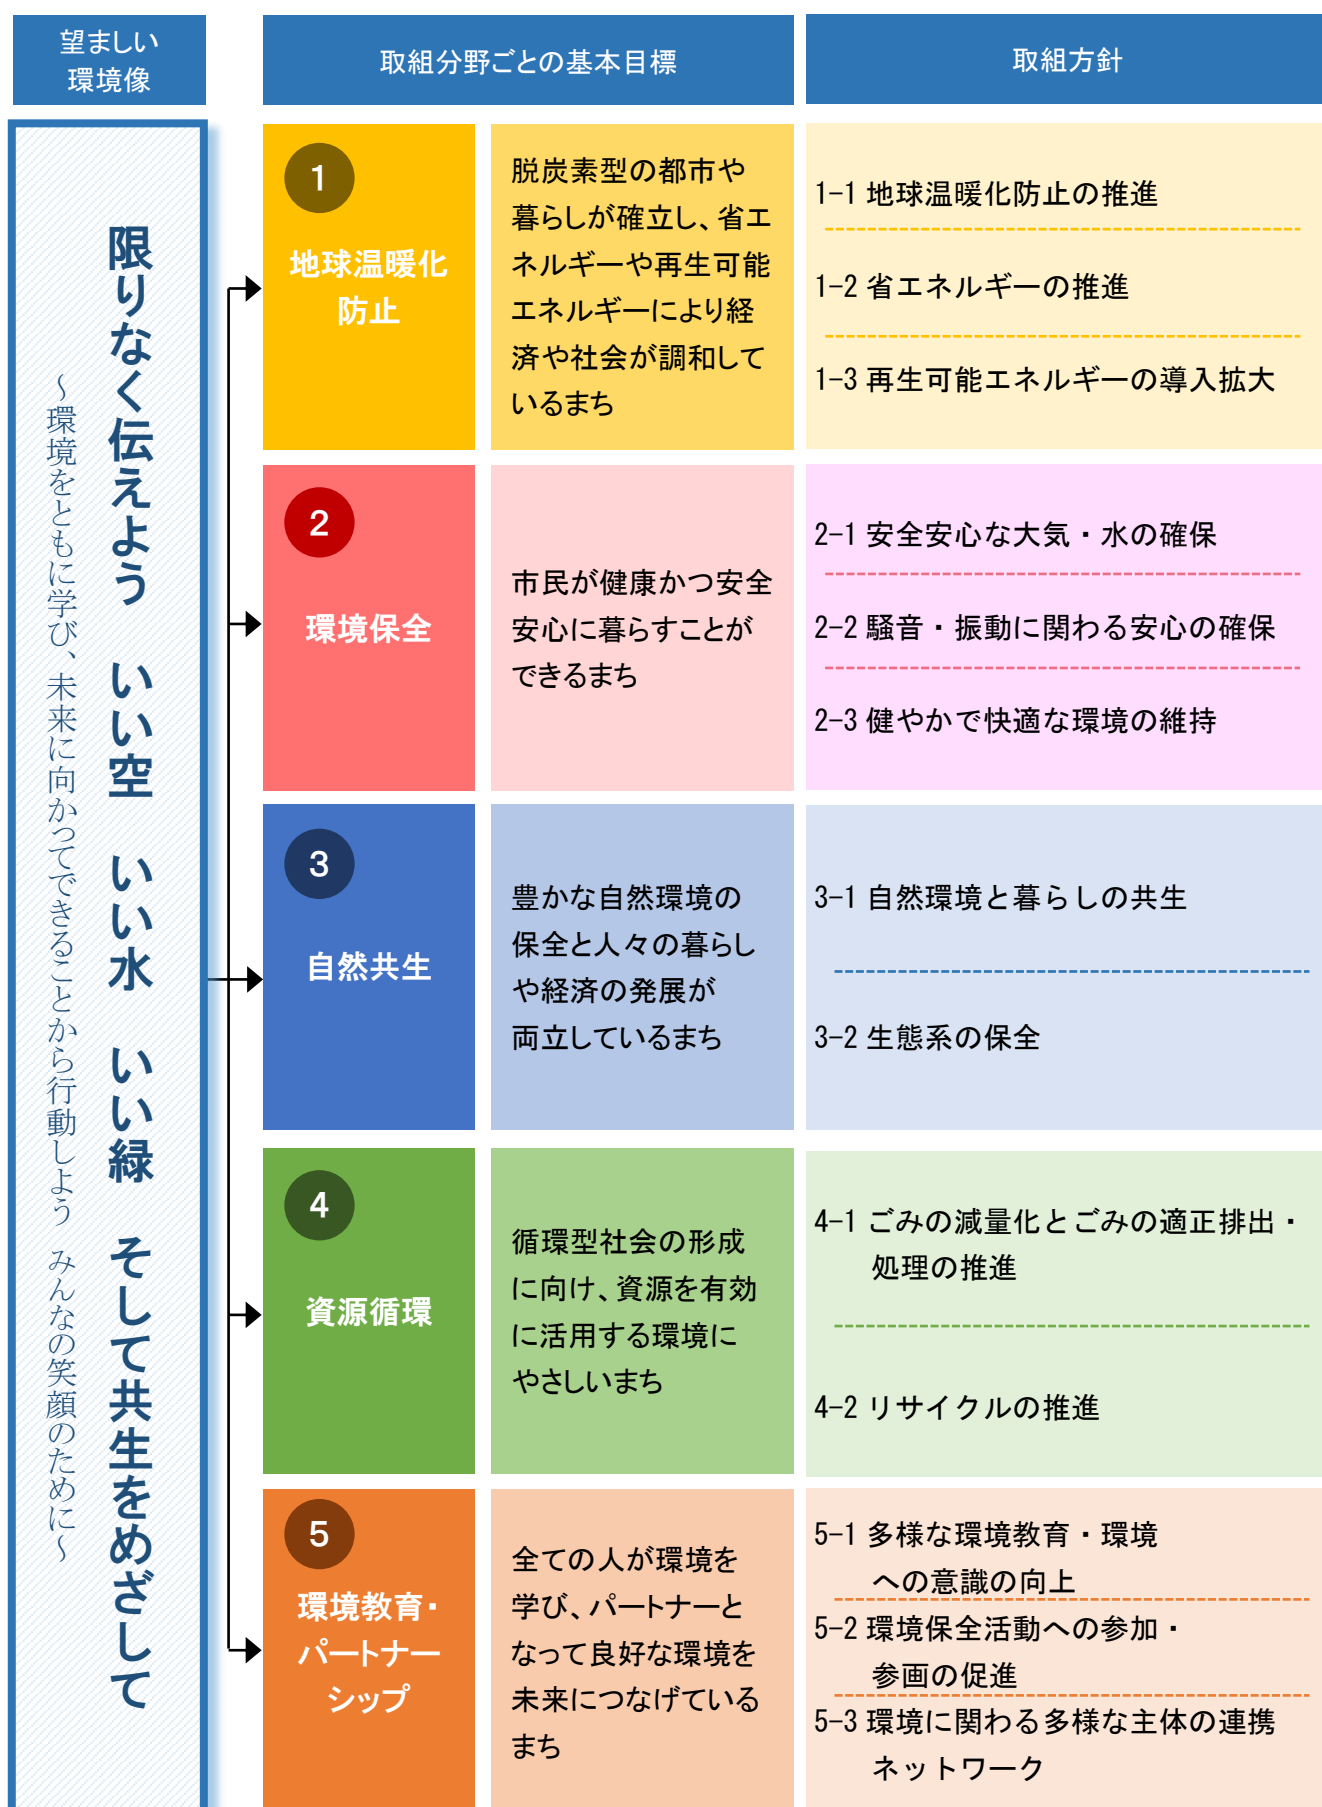 望ましい
環境像
取組分野ごとの基本目標
取組方針
限りなく伝えよう　いい空　いい水　いい緑　そして共生をめざして
～環境をともに学び、未来に向かってできることから行動しよう　みんなの笑顔のために～
1
地球温暖化
防止
脱炭素型の都市や
暮らしが確立し、省エ
ネルギーや再生可能
エネルギーにより経
済や社会が調和して
いるまち
1-1 地球温暖化防止の推進
1-2 省エネルギーの推進
1-3 再生可能エネルギーの導入拡大
2
環境保全
市民が健康かつ安全
安心に暮らすことが
できるまち
2-1 安全安心な大気・水の確保
2-2 騒音・振動に関わる安心の確保
2-3 健やかで快適な環境の維持
3
自然共生
豊かな自然環境の
保全と人々の暮らし
や経済の発展が
両立しているまち
3-1 自然環境と暮らしの共生
3-2 生態系の保全
4
資源循環
循環型社会の形成
に向け、資源を有効
に活用する環境に
やさしいまち
4-1 ごみの減量化とごみの適正排出・
処理の推進
4-2 リサイクルの推進
5
環境教育・
パートナー
シップ
全ての人が環境を
学び、パートナーと
なって良好な環境を
未来につなげている
まち
5-1 多様な環境教育・環境
への意識の向上
5-2 環境保全活動への参加・
参画の促進
5-3 環境に関わる多様な主体の連携
ネットワーク